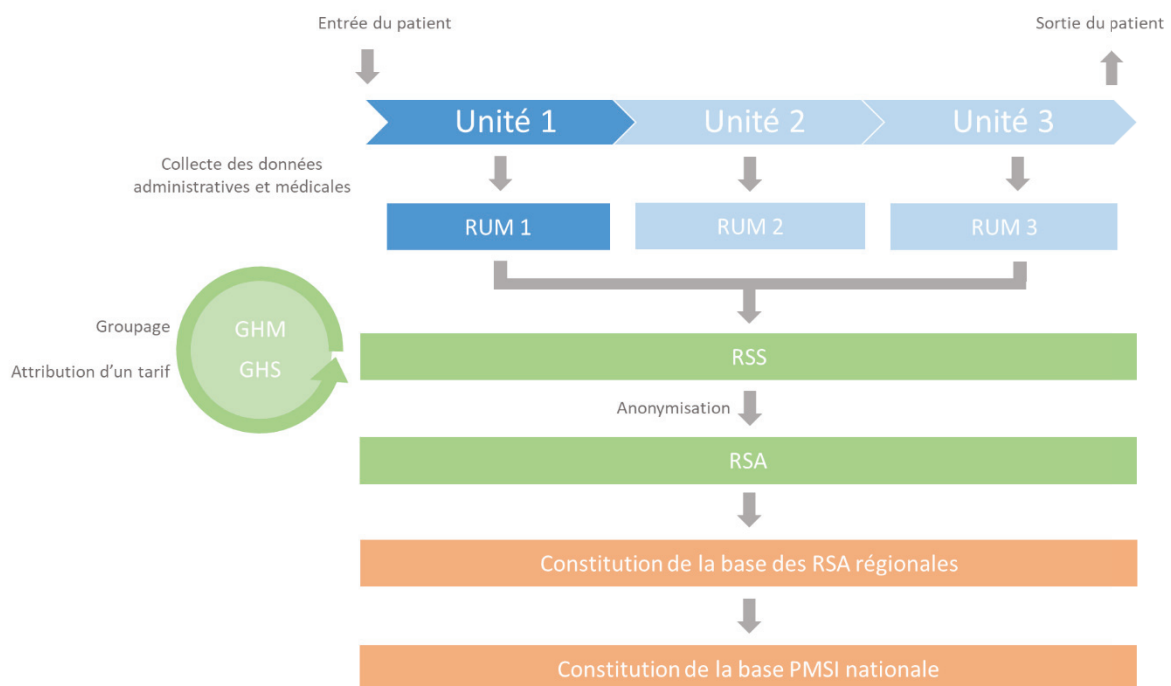 Entrée du patient
Sortie du patient
Unité 1
Unité 2
Unité 3
Collecte des données
administratives et médicales
RUM 1
RUM 2
RUM 3
Groupage
GHM
Attribution d'un tarif
GHS
RSS
Anonymisation
RSA
Constitution de la base des RSA régionales
Constitution de la base PMSI nationale